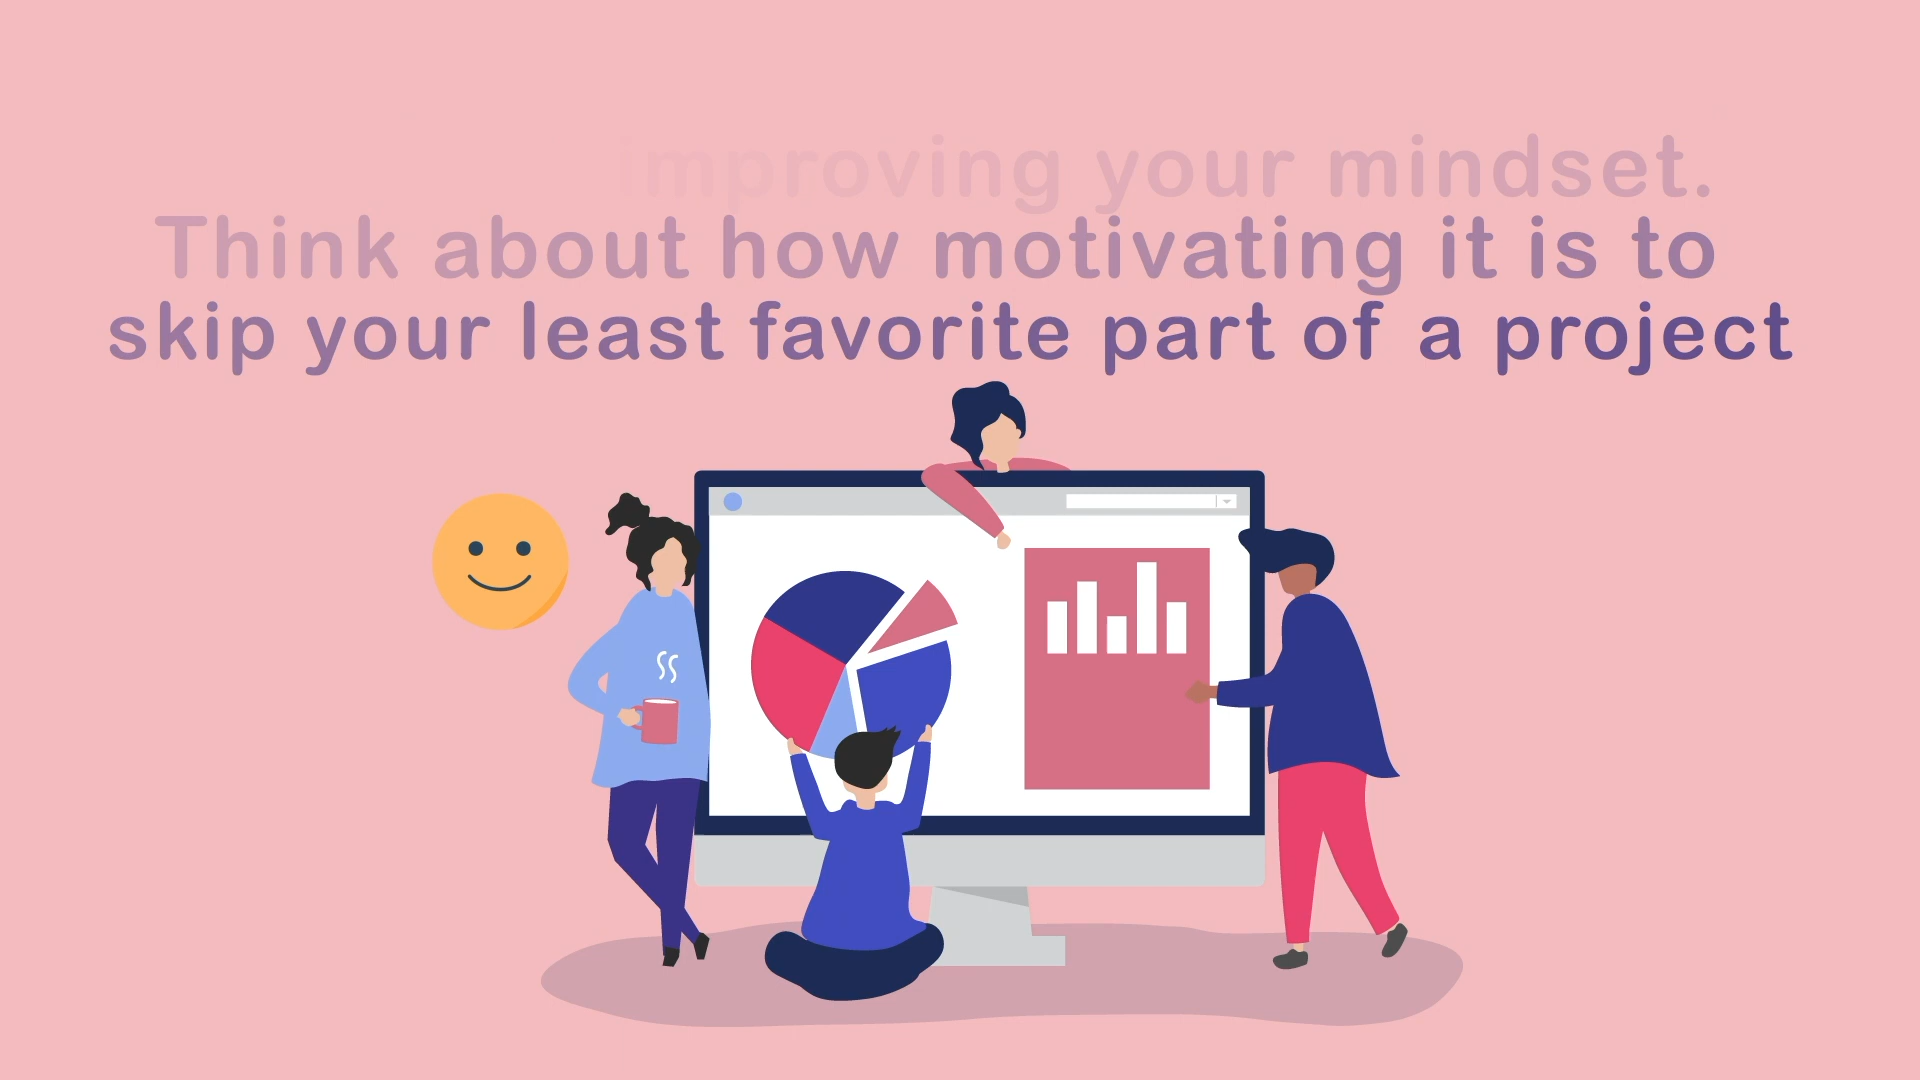 improving your mindset.
Think about how motivating it is to
skip your least favorite part of a project